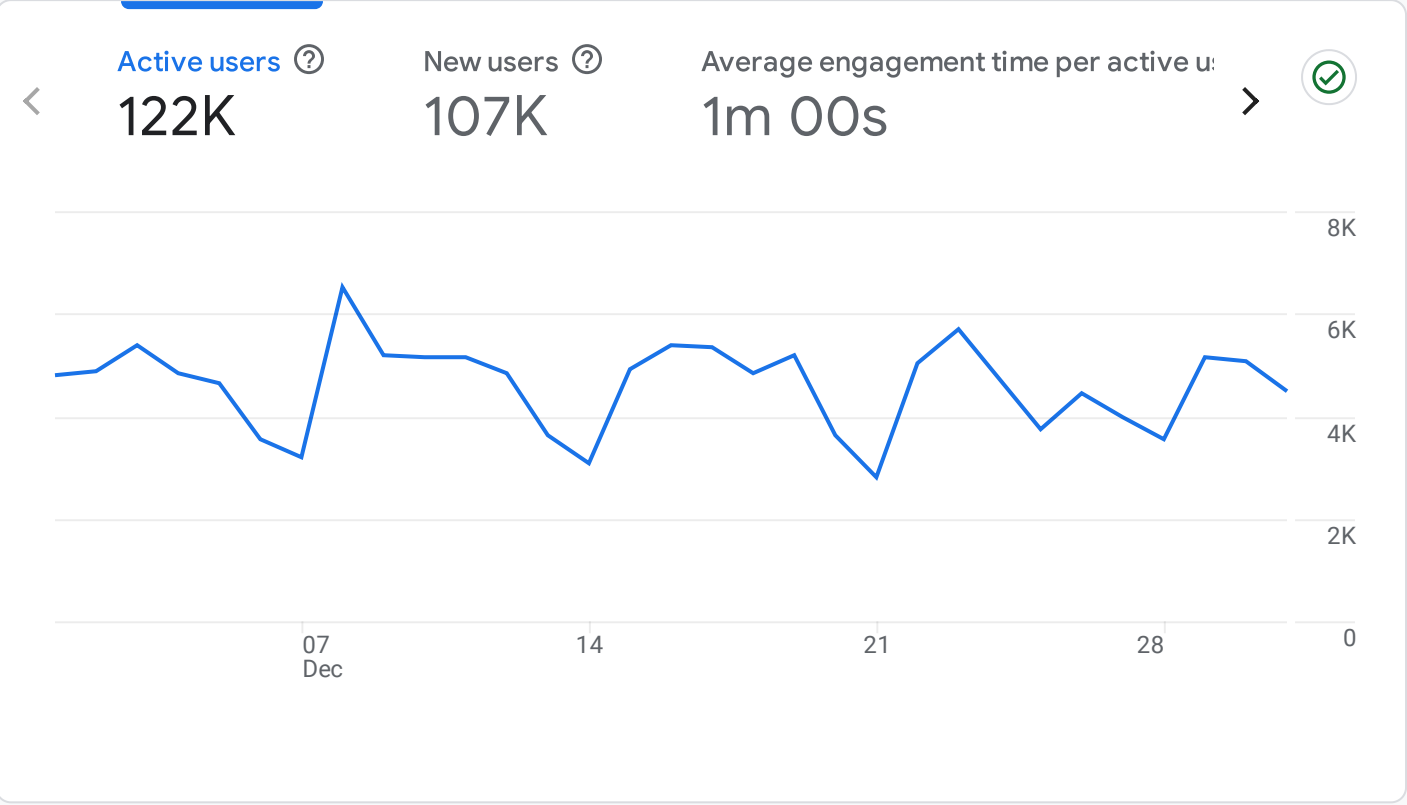 Active users
New users
Average engagement time per active
122K
107K
1m 00s
8K
6K
4K
2K
0
07
14
21
28
Dec